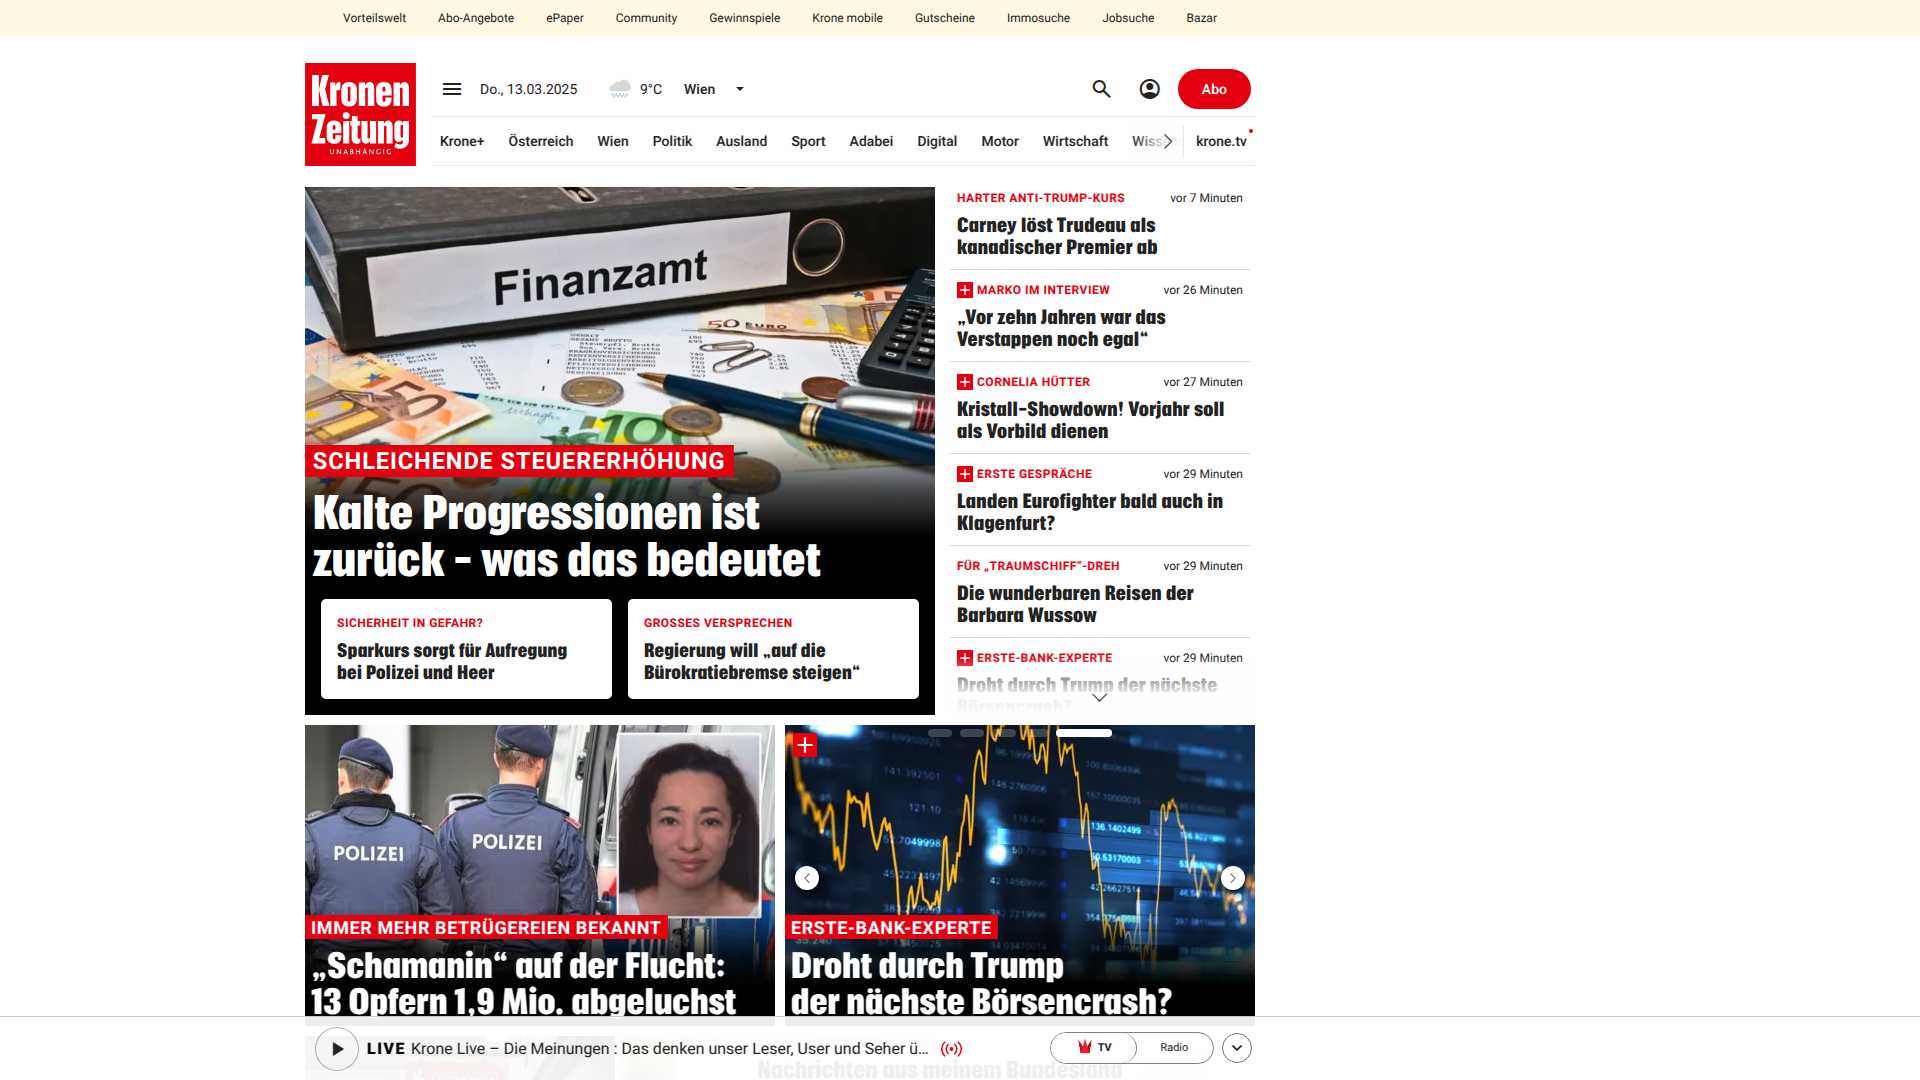 Vorteilswelt Abo-Angebote ePaper Community Gewinnspiele Krone mobile Gutscheine Immosuche Jobsuche Bazar
Kronen
Zeitung
UNABHÄNGIG
Do., 13.03.2025 9°C Wien
Abo
Krone+ Österreich Wien Politik Ausland Sport Adabei Digital Motor Wirtschaft krone.tv
Finanzamt
50 EURO
SCHLEICHENDE STEUERERHÖHUNG
Kalte Progressionen ist
zurück – was das bedeutet
SICHERHEIT IN GEFAHR?
Sparkurs sorgt für Aufregung
bei Polizei und Heer
GROSSES VERSPRECHEN
Regierung will „auf die
Bürokratiebremse steigen“
HARTER ANTI-TRUMP-KURS vor 7 Minuten
Carney löst Trudeau als
kanadischer Premier ab
MARKO IM INTERVIEW vor 26 Minuten
„Vor zehn Jahren war das
Verstappen noch egal“
CORNELIA HÜTTER vor 27 Minuten
Kristall-Showdown! Vorjahr soll
als Vorbild dienen
ERSTE GESPRÄCHE vor 29 Minuten
Landen Eurofighter bald auch in
Klagenfurt?
FÜR „TRAUMSCHIFF“-DREH vor 29 Minuten
Die wunderbaren Reisen der
Barbara Wussow
ERSTE-BANK-EXPERTE vor 29 Minuten
Droht durch Trump der nächste
Börsencrash?
POLIZEI
POLIZEI
IMMER MEHR BETRÜGEREIEN BEKANNT
„Schamanin“ auf der Flucht:
13 Opfern 1,9 Mio. abgeluchst
ERSTE-BANK-EXPERTE
Droht durch Trump
der nächste Börsencrash?
LIVE Krone Live – Die Meinungen : Das denken unser Leser, User und Seher ü...
TV Radio
Nachrichten aus meinem Bundesland